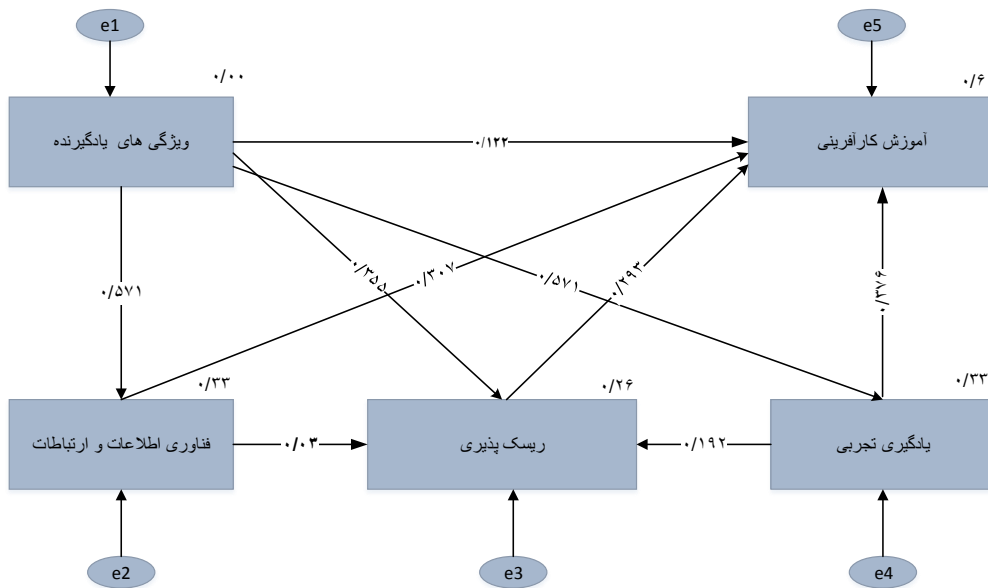 e1
e5
۰/۰۰
۰/۶
ویژگی های یادگیرنده
۰/۱۲۲
آموزش کارآفرینی
۰/۵۷۱
۰/۳۵۵
۰/۳۰۷
۰/۵۷۱
۰/۲۹۳
۰/۳۷۶
۰/۳۳
۰/۲۶
۰/۳۳
فناوری اطلاعات و ارتباطات
۰/۰۳
ریسک پذیری
۰/۱۹۲
یادگیری تجربی
e2
e3
e4